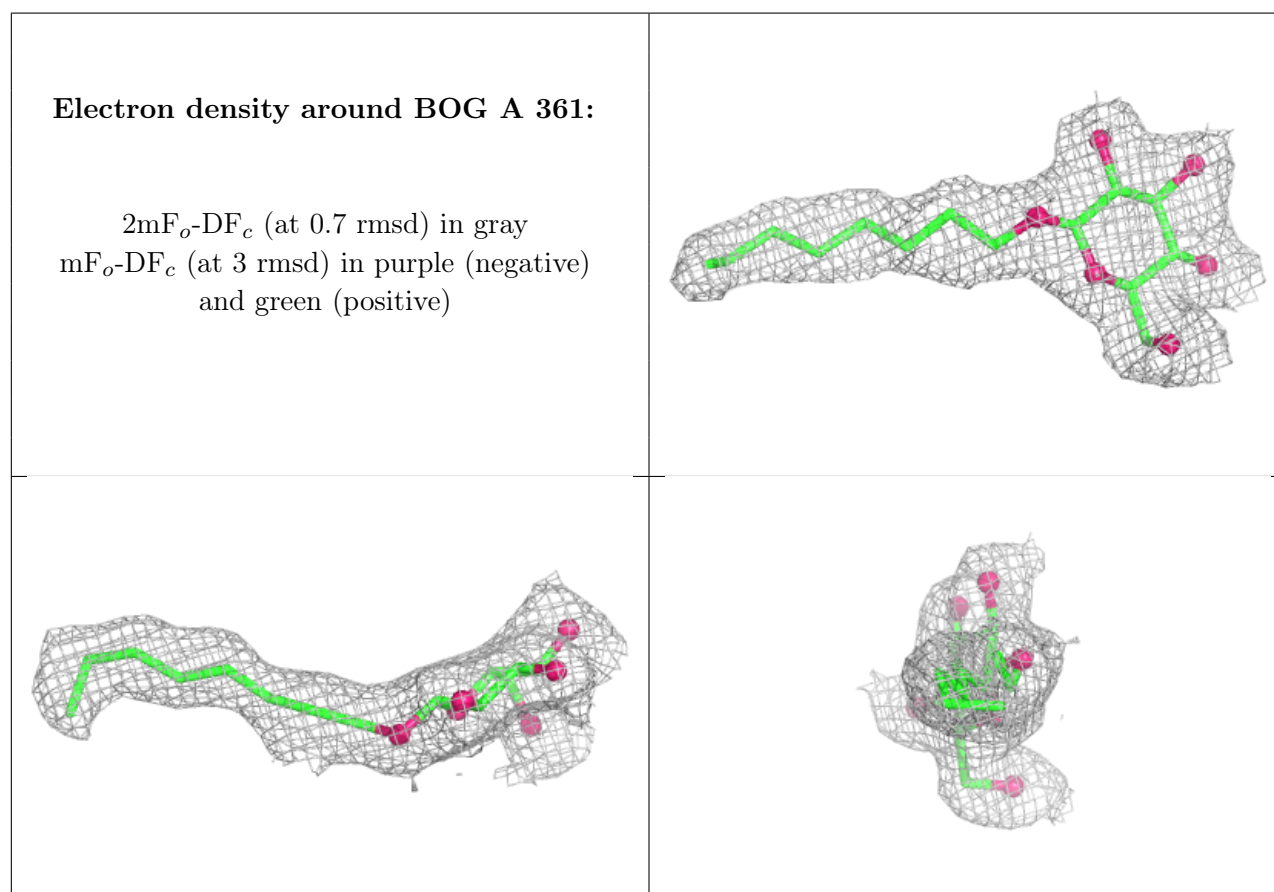 Electron density around BOG A 361:
2mFo-DFc (at 0.7 rmsd) in gray
mFo-DFc (at 3 rmsd) in purple (negative)
and green (positive)